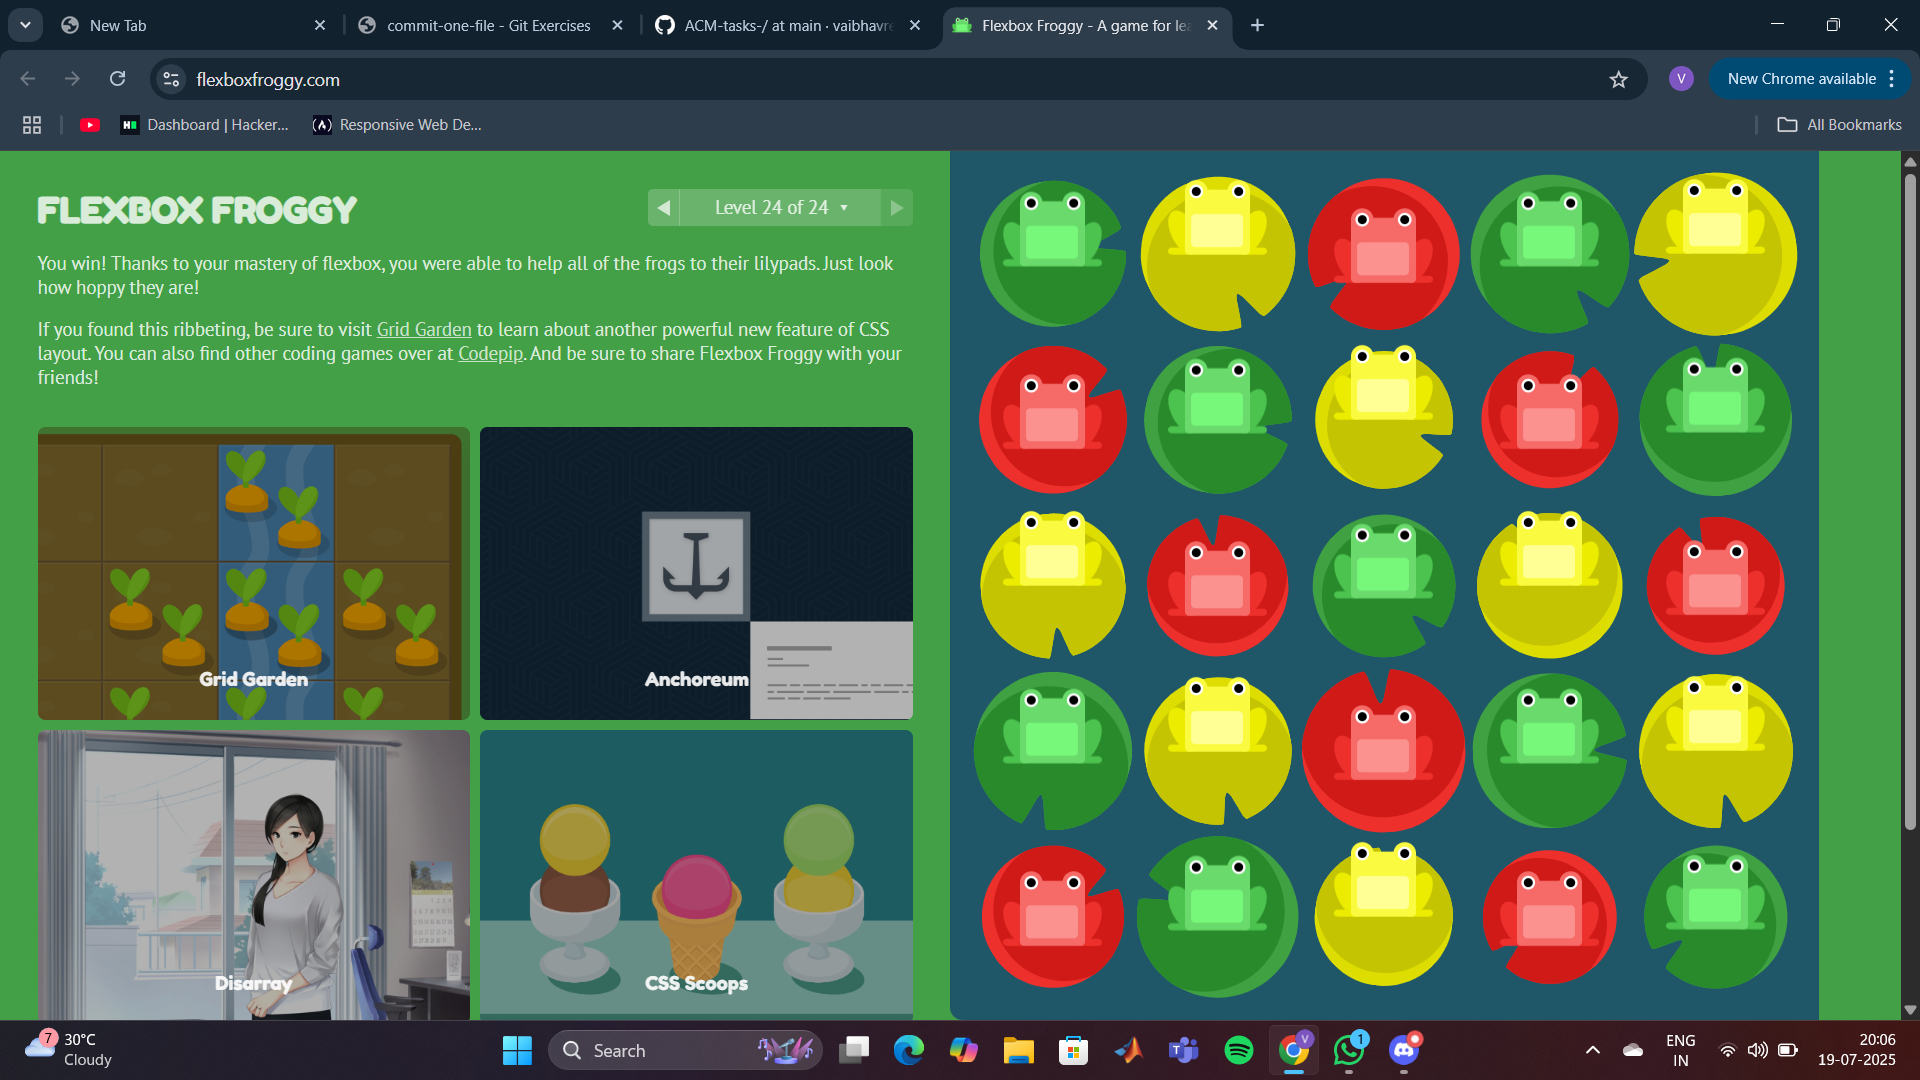 New Tab
commit-one-file - Git Exercises
ACM-tasks-/ at main · vaibhavre
Flexbox Froggy - A game for lea
flexboxfroggy.com
V
New Chrome available
Dashboard | Hacker...
Responsive Web De...
All Bookmarks
FLEXBOX FROGGY
Level 24 of 24
You win! Thanks to your mastery of flexbox, you were able to help all of the frogs to their lilypads. Just look
how hoppy they are!
If you found this ribbeting, be sure to visit Grid Garden to learn about another powerful new feature of CSS
layout. You can also find other coding games over at Codepip. And be sure to share Flexbox Froggy with your
friends!
Grid Garden
Anchoreum
Disarray
CSS Scoops
7
30°C
Cloudy
Search
V
1
ENG
IN
20:06
19-07-2025